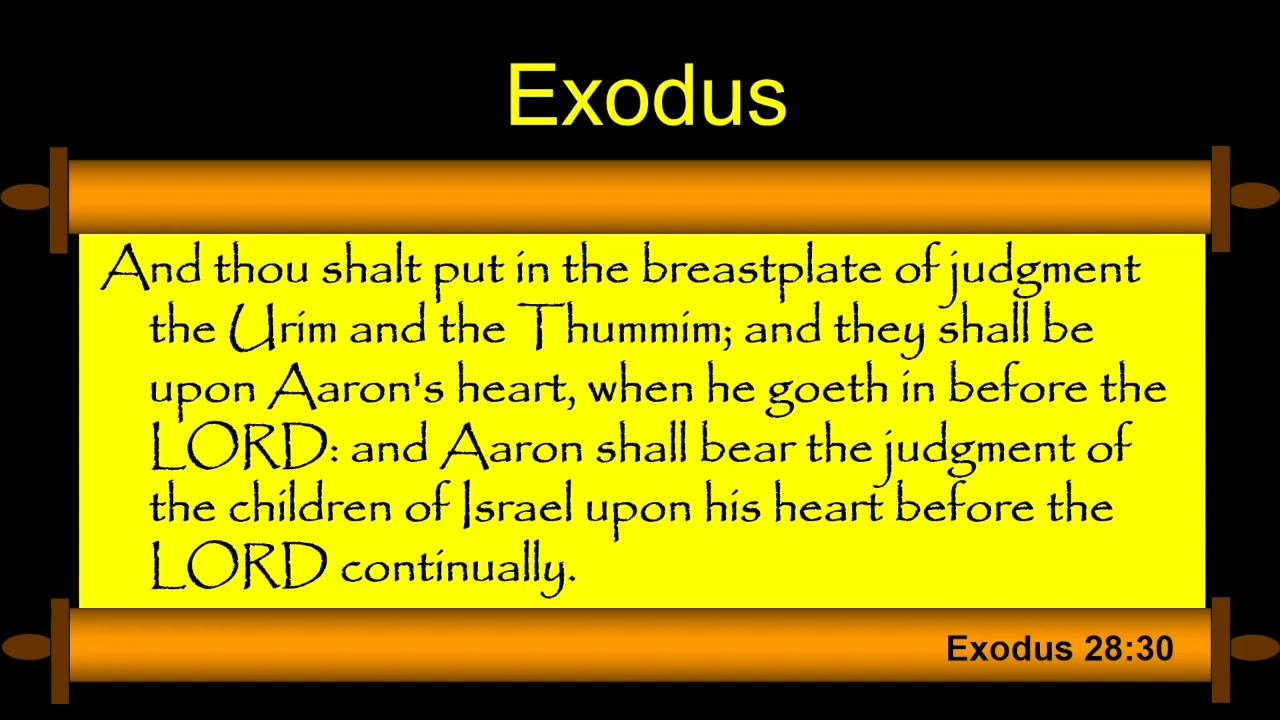 Exodus
And thou shalt put in the breastplate of judgment
the Urim and the Thummim; and they shall be
upon Aaron's heart, when he goeth in before the
LORD: and Aaron shall bear the judgment of
the children of Israel upon his heart before the
LORD continually.
Exodus 28:30